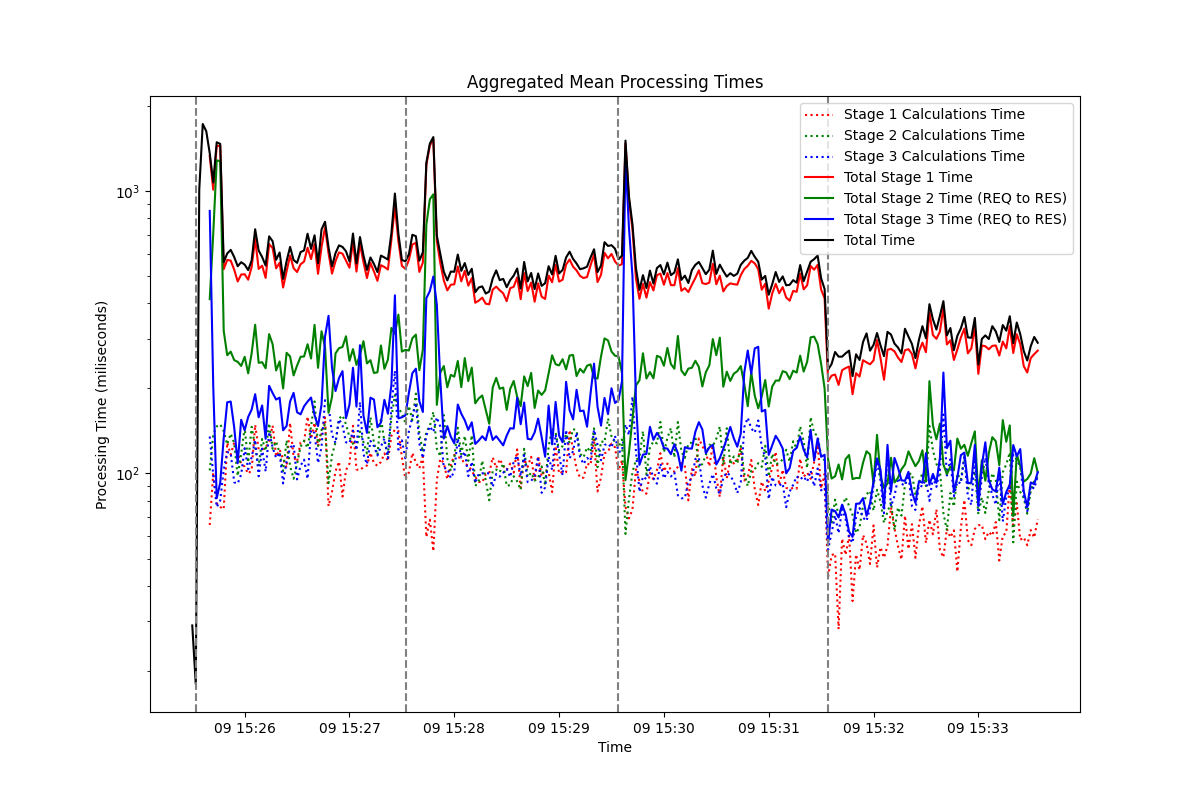 Aggregated Mean Processing Times
Stage 1 Calculations Time
Stage 2 Calculations Time
Stage 3 Calculations Time
Total Stage 1 Time
Total Stage 2 Time (REQ to RES)
Total Stage 3 Time (REQ to RES)
Total Time
Processing Time (miliseconds)
10³
10²
09 15:26 09 15:27 09 15:28 09 15:29 09 15:30 09 15:31 09 15:32 09 15:33
Time